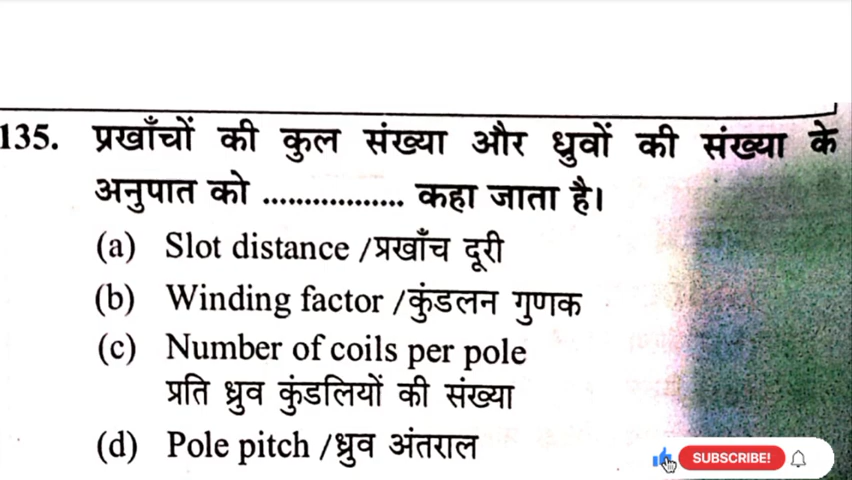 135. प्रखाँचों की कुल संख्या और ध्रुवों की संख्या के
अनुपात को .................. कहा जाता है।
(a) Slot distance /प्रखाँच दूरी
(b) Winding factor /कुंडलन गुणक
(c) Number of coils per pole
प्रति ध्रुव कुंडलियों की संख्या
(d) Pole pitch /ध्रुव अंतराल
SUBSCRIBE!